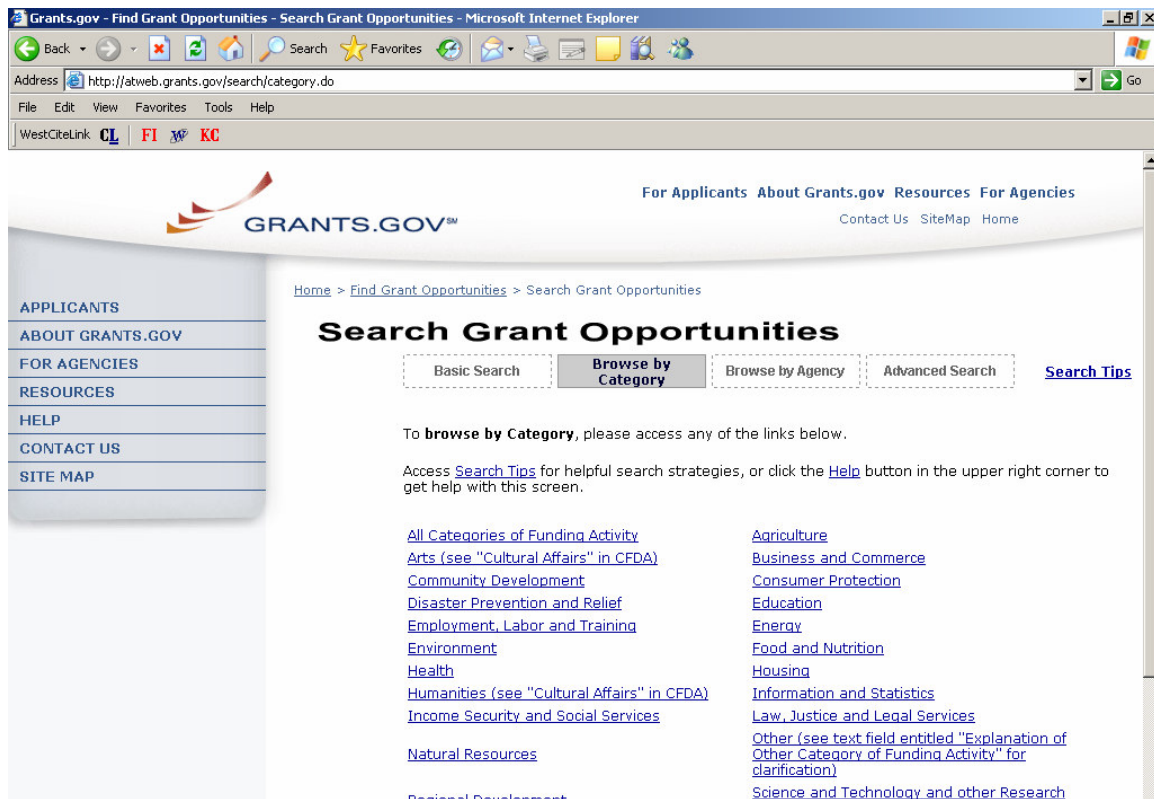 Grants.gov - Find Grant Opportunities - Search Grant Opportunities - Microsoft Internet Explorer
Back Search Favorites
Address http://atweb.grants.gov/search/category.do Go
File Edit View Favorites Tools Help
WestCiteLink CL FI W KC
For Applicants About Grants.gov Resources For Agencies
Contact Us SiteMap Home
GRANTS.GOV℠
Home > Find Grant Opportunities > Search Grant Opportunities
APPLICANTS
ABOUT GRANTS.GOV
FOR AGENCIES
RESOURCES
HELP
CONTACT US
SITE MAP
Search Grant Opportunities
Basic Search Browse by Category Browse by Agency Advanced Search Search Tips
To browse by Category, please access any of the links below.
Access Search Tips for helpful search strategies, or click the Help button in the upper right corner to
get help with this screen.
All Categories of Funding Activity Agriculture
Arts (see "Cultural Affairs" in CFDA) Business and Commerce
Community Development Consumer Protection
Disaster Prevention and Relief Education
Employment, Labor and Training Energy
Environment Food and Nutrition
Health Housing
Humanities (see "Cultural Affairs" in CFDA) Information and Statistics
Income Security and Social Services Law, Justice and Legal Services
Natural Resources
Other (see text field entitled "Explanation of
Other Category of Funding Activity" for
clarification)
Regional Development
Science and Technology and other Research